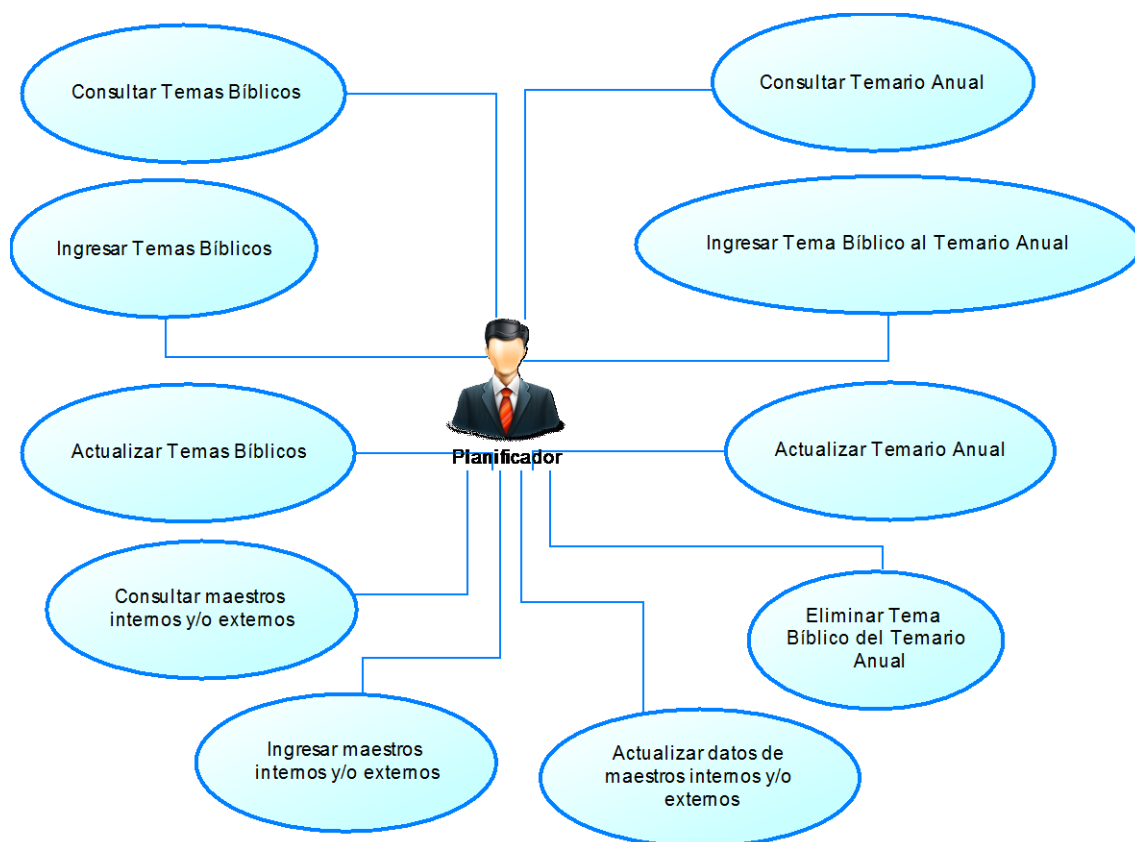 Consultar Temas Bíblicos
Consultar Temario Anual
Ingresar Temas Bíblicos
Ingresar Tema Bíblico al Temario Anual
Actualizar Temas Bíblicos
Planificador
Actualizar Temario Anual
Consultar maestros
internos y/o externos
Eliminar Tema
Bíblico del Temario
Anual
Ingresar maestros
internos y/o externos
Actualizar datos de
maestros internos y/o
externos